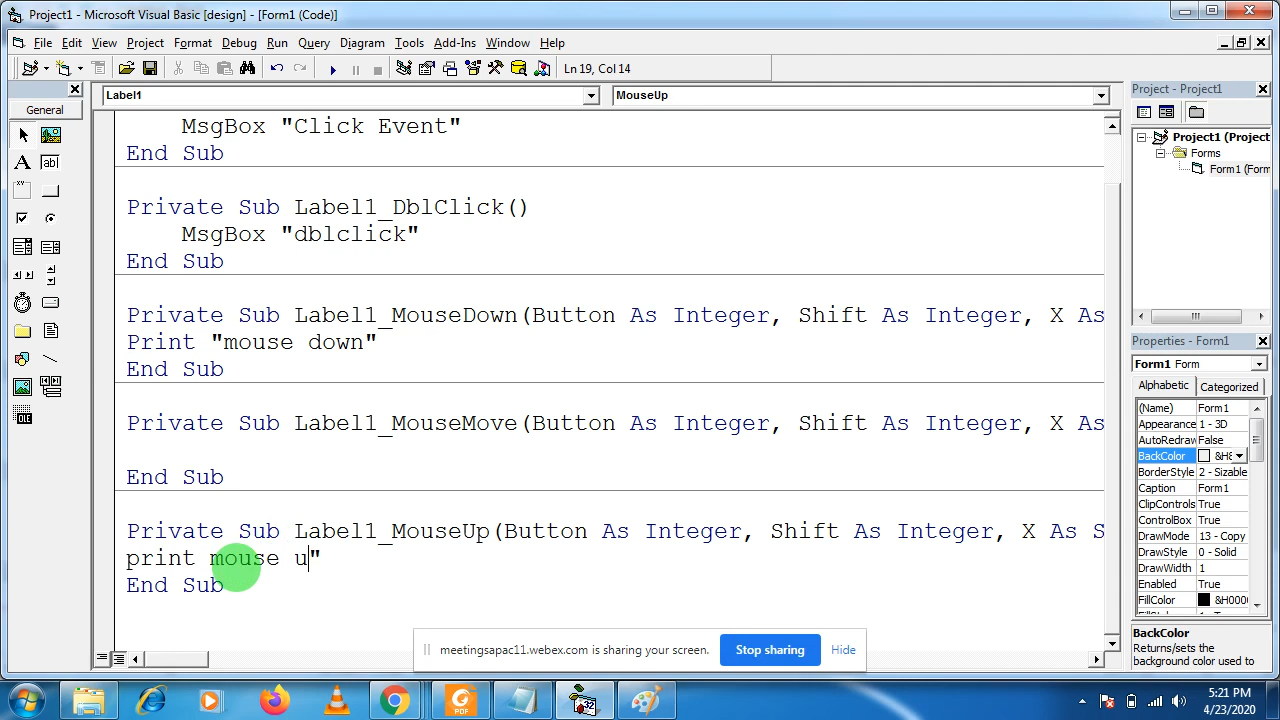 Project1 - Microsoft Visual Basic [design] - [Form1 (Code)]
File Edit View Project Format Debug Run Query Diagram Tools Add-Ins Window Help
Ln 19, Col 14
General
Label1
MouseUp
MsgBox "Click Event"
End Sub
Private Sub Label1_DblClick()
MsgBox "dblclick"
End Sub
Private Sub Label1_MouseDown(Button As Integer, Shift As Integer, X As
Print "mouse down"
End Sub
Private Sub Label1_MouseMove(Button As Integer, Shift As Integer, X As
End Sub
Private Sub Label1_MouseUp(Button As Integer, Shift As Integer, X As S
print mouse u"
End Sub
Project - Project1
Project1 (Project
Forms
Form1 (Form
Properties - Form1
Form1 Form
Alphabetic Categorized
(Name) Form1
Appearance 1 - 3D
AutoRedraw False
BackColor &H8
BorderStyle 2 - Sizable
Caption Form1
ClipControls True
ControlBox True
DrawMode 13 - Copy
DrawStyle 0 - Solid
DrawWidth 1
Enabled True
FillColor &H000
BackColor
Returns/sets the
background color used to
meetingsapac11.webex.com is sharing your screen. Stop sharing Hide
PDF
32
5:21 PM
4/23/2020